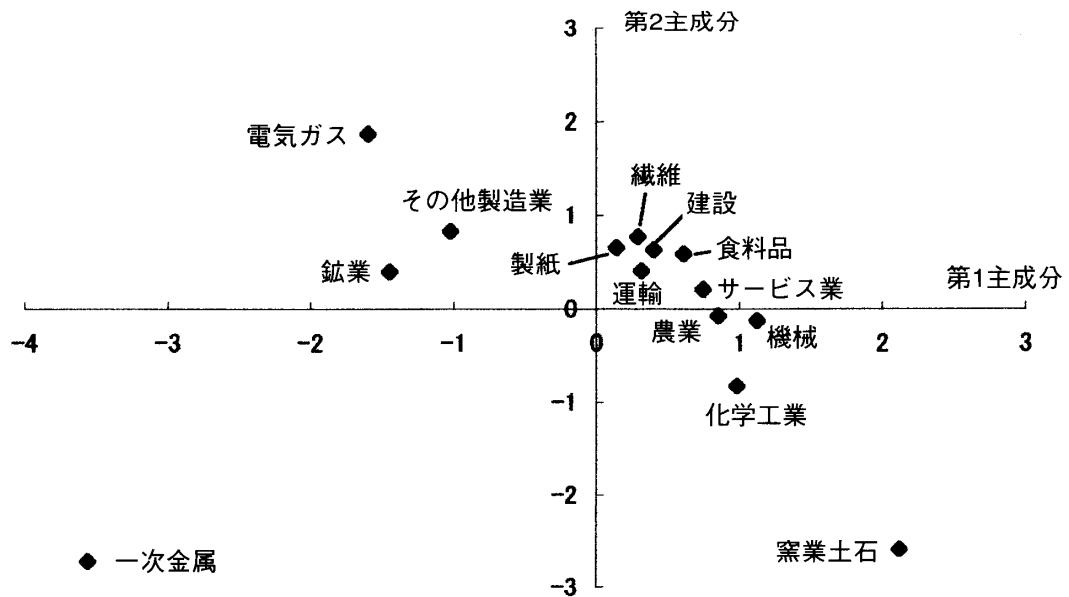 3
第2主成分
2
電気ガス
繊維
その他製造業
建設
1
製紙
食料品
鉱業
運輸
サービス業
第1主成分
0
農業
機械
-4
-3
-2
-1
0
1
2
3
-1
化学工業
-2
一次金属
窯業土石
-3